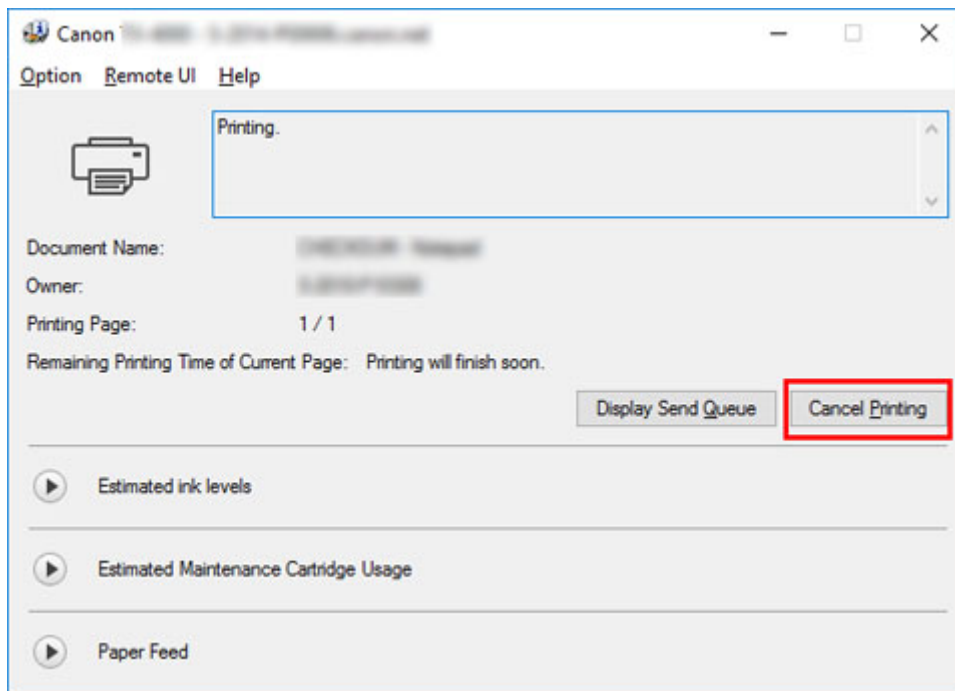 Canon
Option Remote UI Help
Printing.
Document Name:
Owner:
Printing Page: 1 / 1
Remaining Printing Time of Current Page: Printing will finish soon.
Display Send Queue Cancel Printing
Estimated ink levels
Estimated Maintenance Cartridge Usage
Paper Feed